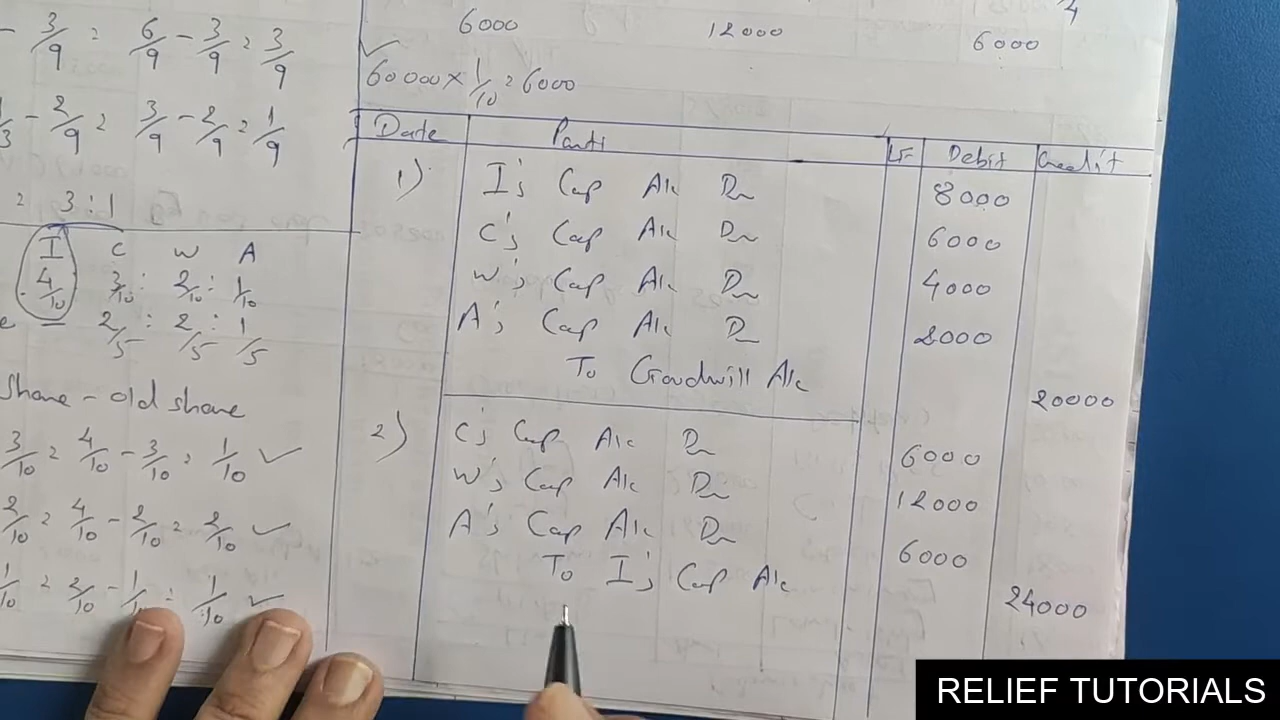 - 3/9 = 6/9 - 3/9 = 3/9
1/3 - 2/9 = 3/9 - 2/9 = 1/9
= 3:1
I C W A
4/10 3/10 : 2/10 : 1/10
= 2/5 : 2/5 : 1/5
Share - old share
3/10 = 4/10 - 3/10 = 1/10 ✓
2/10 = 4/10 - 2/10 = 2/10 ✓
1/10 = 2/10 - 1/10 = 1/10 ✓
4
6000 12000 6000
60000 × 1/10 = 6000
Date Parti LF Debit Credit
1) I's Cap A/c Dr 8000
C's Cap A/c Dr 6000
W's Cap A/c Dr 4000
A's Cap A/c Dr 2000
To Goodwill A/c 20000
2) C's Cap A/c Dr 6000
W's Cap A/c Dr 12000
A's Cap A/c Dr 6000
To I's Cap A/c 24000
RELIEF TUTORIALS